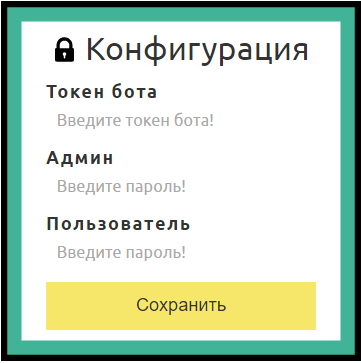 Конфигурация
Токен бота
Введите токен бота!
Админ
Введите пароль!
Пользователь
Введите пароль!
Сохранить